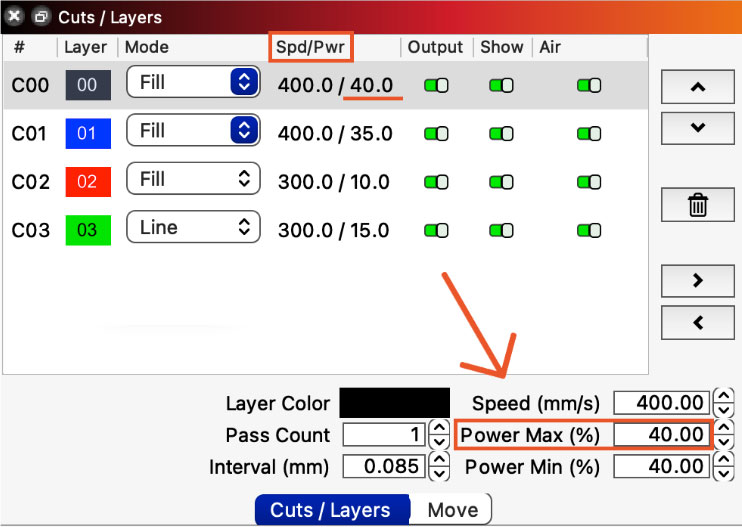 Cuts / Layers
# Layer Mode Spd/Pwr Output Show Air
C00 00 Fill 400.0 / 40.0
C01 01 Fill 400.0 / 35.0
C02 02 Fill 300.0 / 10.0
C03 03 Line 300.0 / 15.0
Layer Color Speed (mm/s) 400.00
Pass Count 1 Power Max (%) 40.00
Interval (mm) 0.085 Power Min (%) 40.00
Cuts / Layers Move